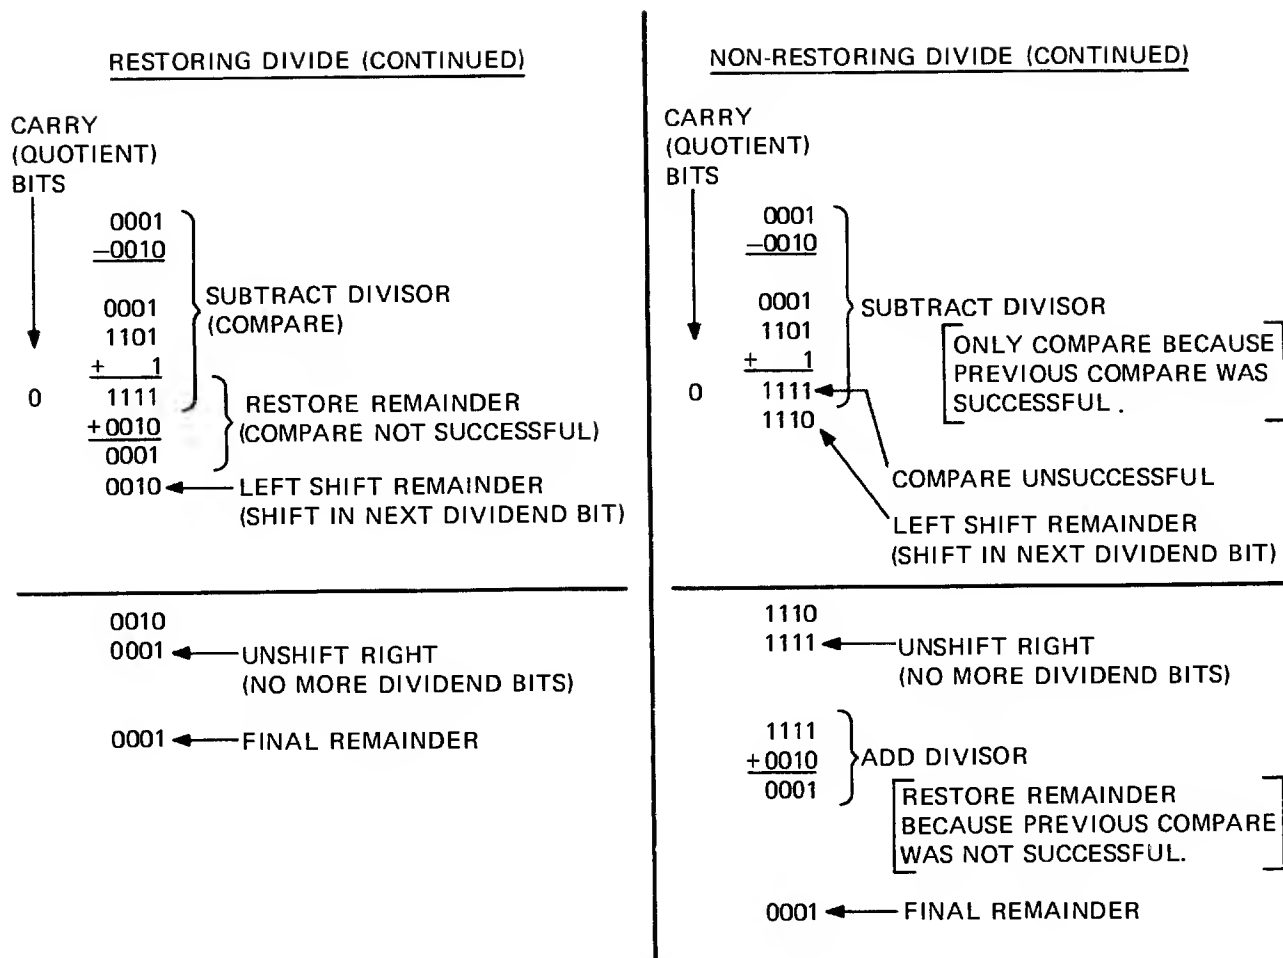 RESTORING DIVIDE (CONTINUED)
CARRY
(QUOTIENT)
BITS
0001
−0010
0001
1101
+ 1
0 1111
+0010
0001
0010
SUBTRACT DIVISOR
(COMPARE)
RESTORE REMAINDER
(COMPARE NOT SUCCESSFUL)
LEFT SHIFT REMAINDER
(SHIFT IN NEXT DIVIDEND BIT)
0010
0001
UNSHIFT RIGHT
(NO MORE DIVIDEND BITS)
0001 FINAL REMAINDER
NON-RESTORING DIVIDE (CONTINUED)
CARRY
(QUOTIENT)
BITS
0001
−0010
0001
1101
+ 1
0 1111
1110
SUBTRACT DIVISOR
ONLY COMPARE BECAUSE
PREVIOUS COMPARE WAS
SUCCESSFUL.
COMPARE UNSUCCESSFUL
LEFT SHIFT REMAINDER
(SHIFT IN NEXT DIVIDEND BIT)
1110
1111
UNSHIFT RIGHT
(NO MORE DIVIDEND BITS)
1111
+0010
0001
ADD DIVISOR
RESTORE REMAINDER
BECAUSE PREVIOUS COMPARE
WAS NOT SUCCESSFUL.
0001 FINAL REMAINDER